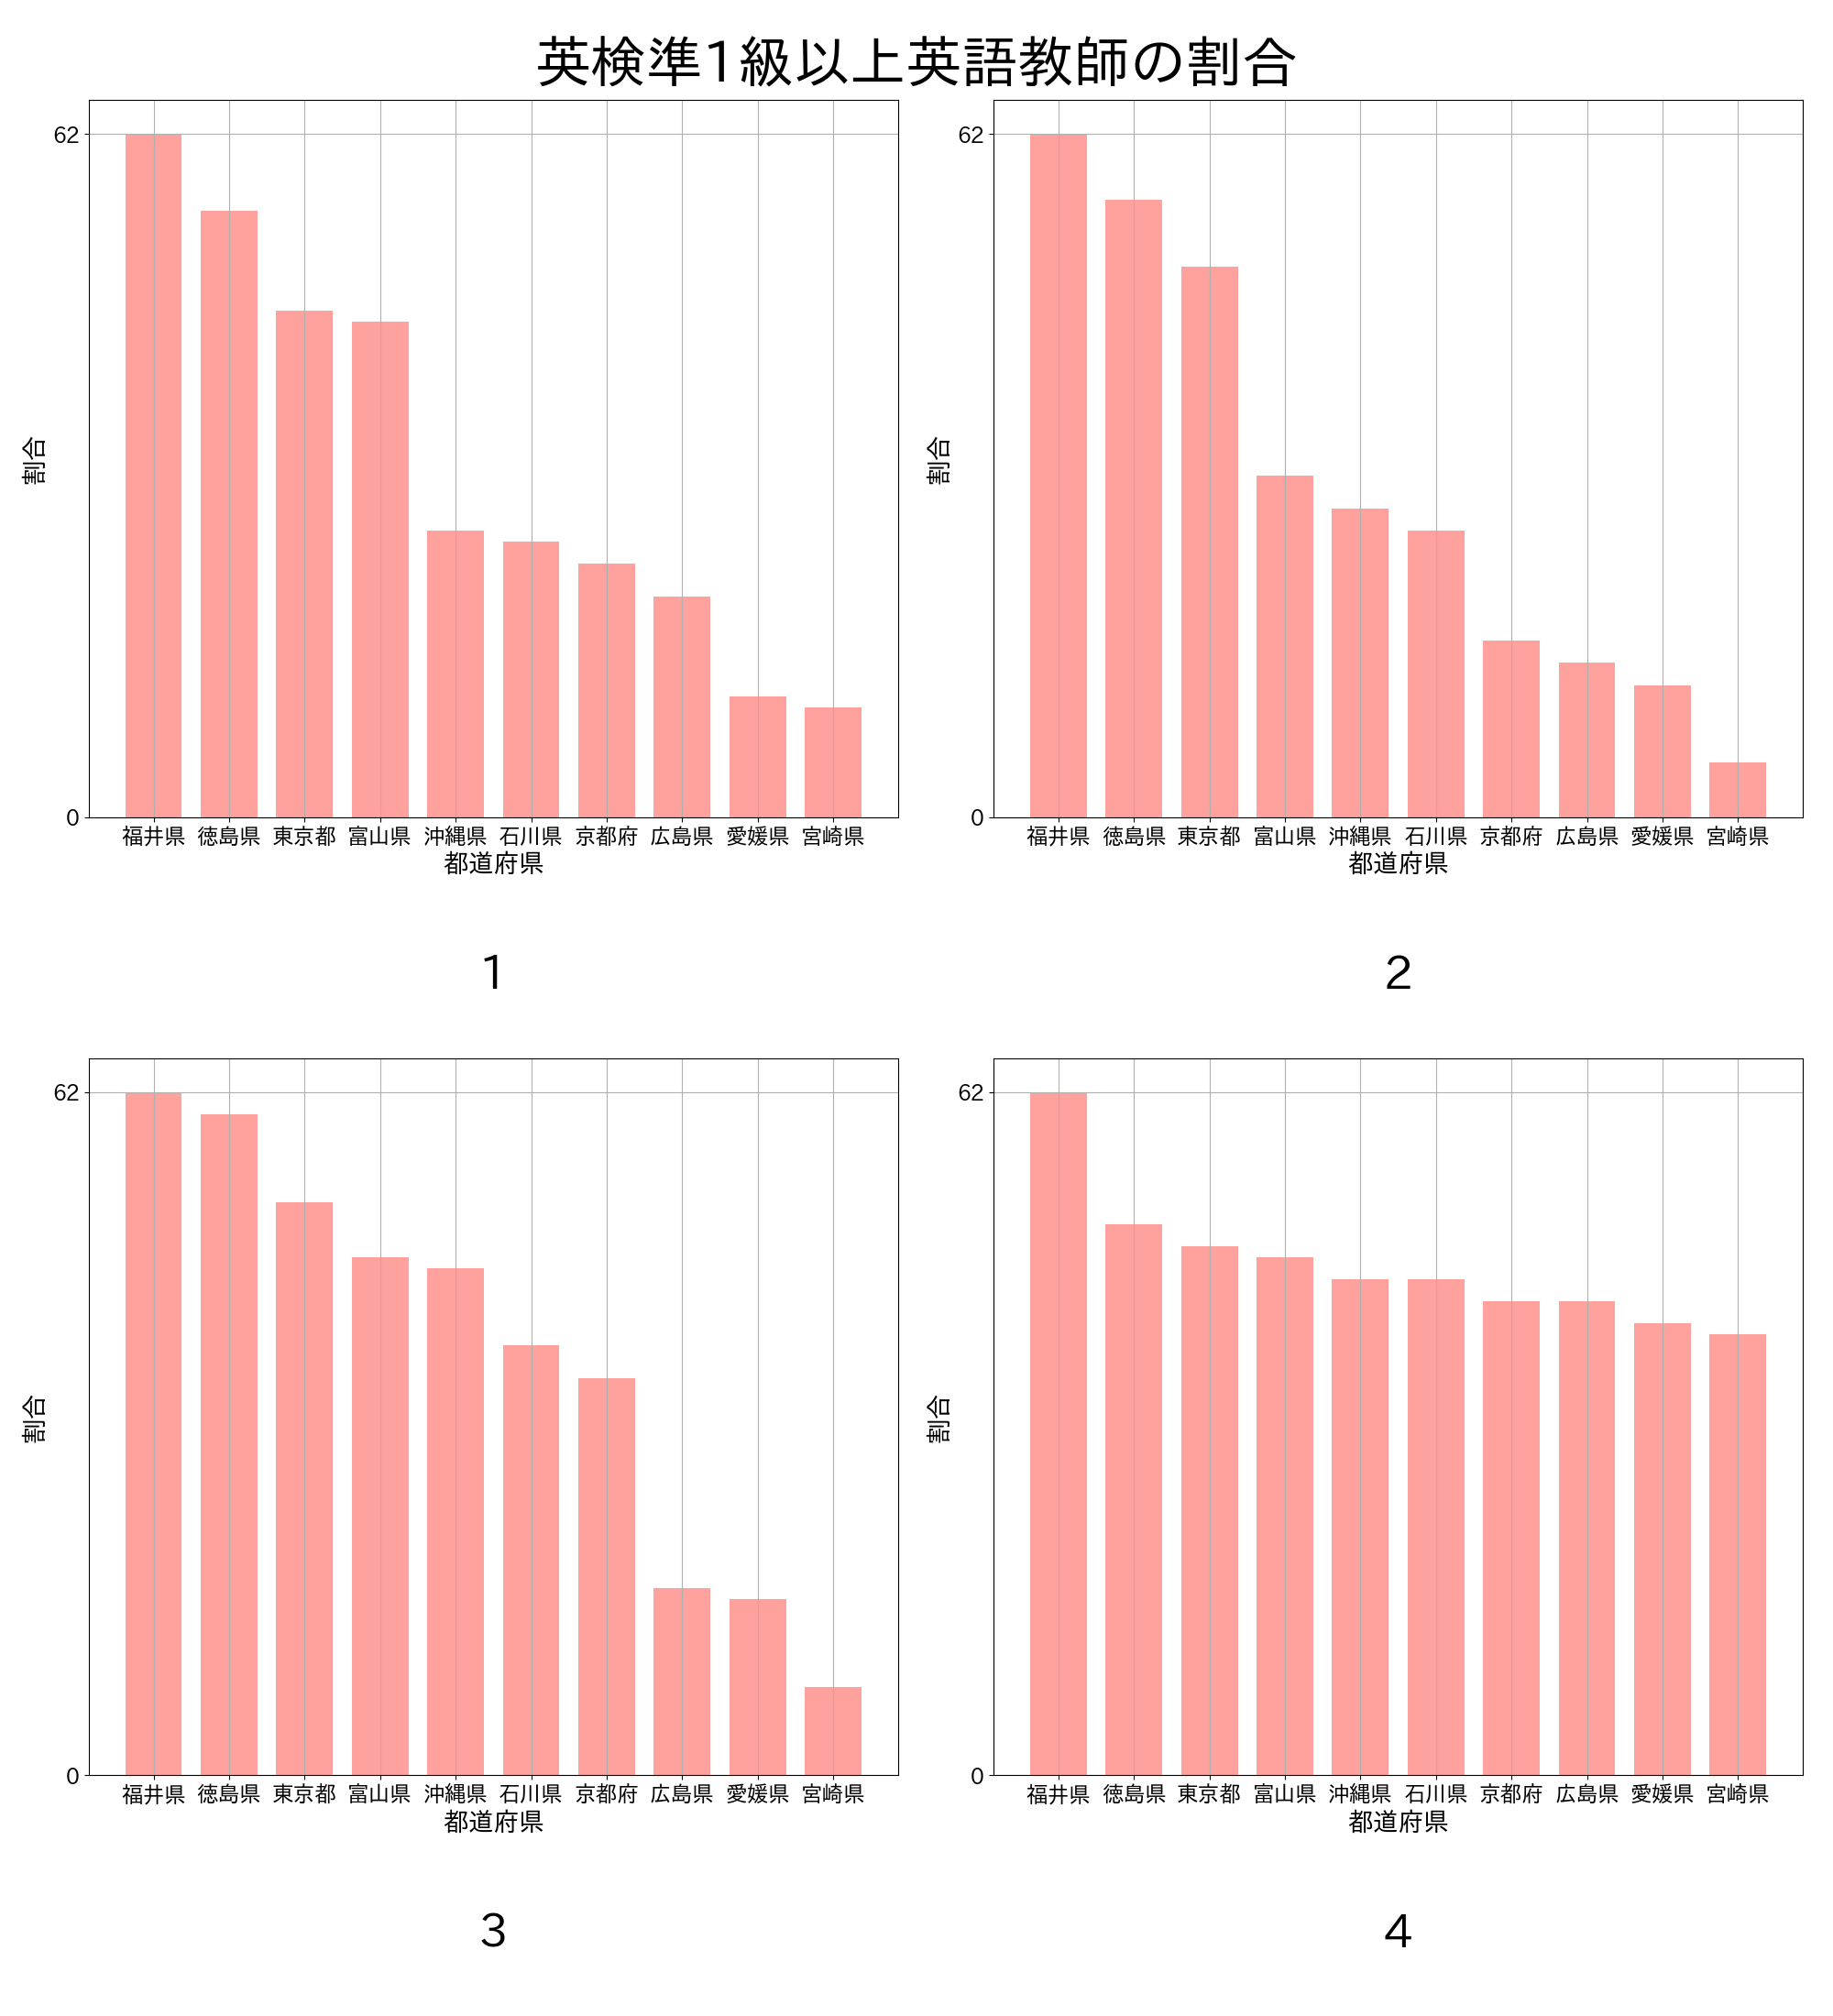 英検準1級以上英語教師の割合
62
0
割合
福井県 徳島県 東京都 富山県 沖縄県 石川県 京都府 広島県 愛媛県 宮崎県
都道府県
1
62
0
割合
福井県 徳島県 東京都 富山県 沖縄県 石川県 京都府 広島県 愛媛県 宮崎県
都道府県
2
62
0
割合
福井県 徳島県 東京都 富山県 沖縄県 石川県 京都府 広島県 愛媛県 宮崎県
都道府県
3
62
0
割合
福井県 徳島県 東京都 富山県 沖縄県 石川県 京都府 広島県 愛媛県 宮崎県
都道府県
4